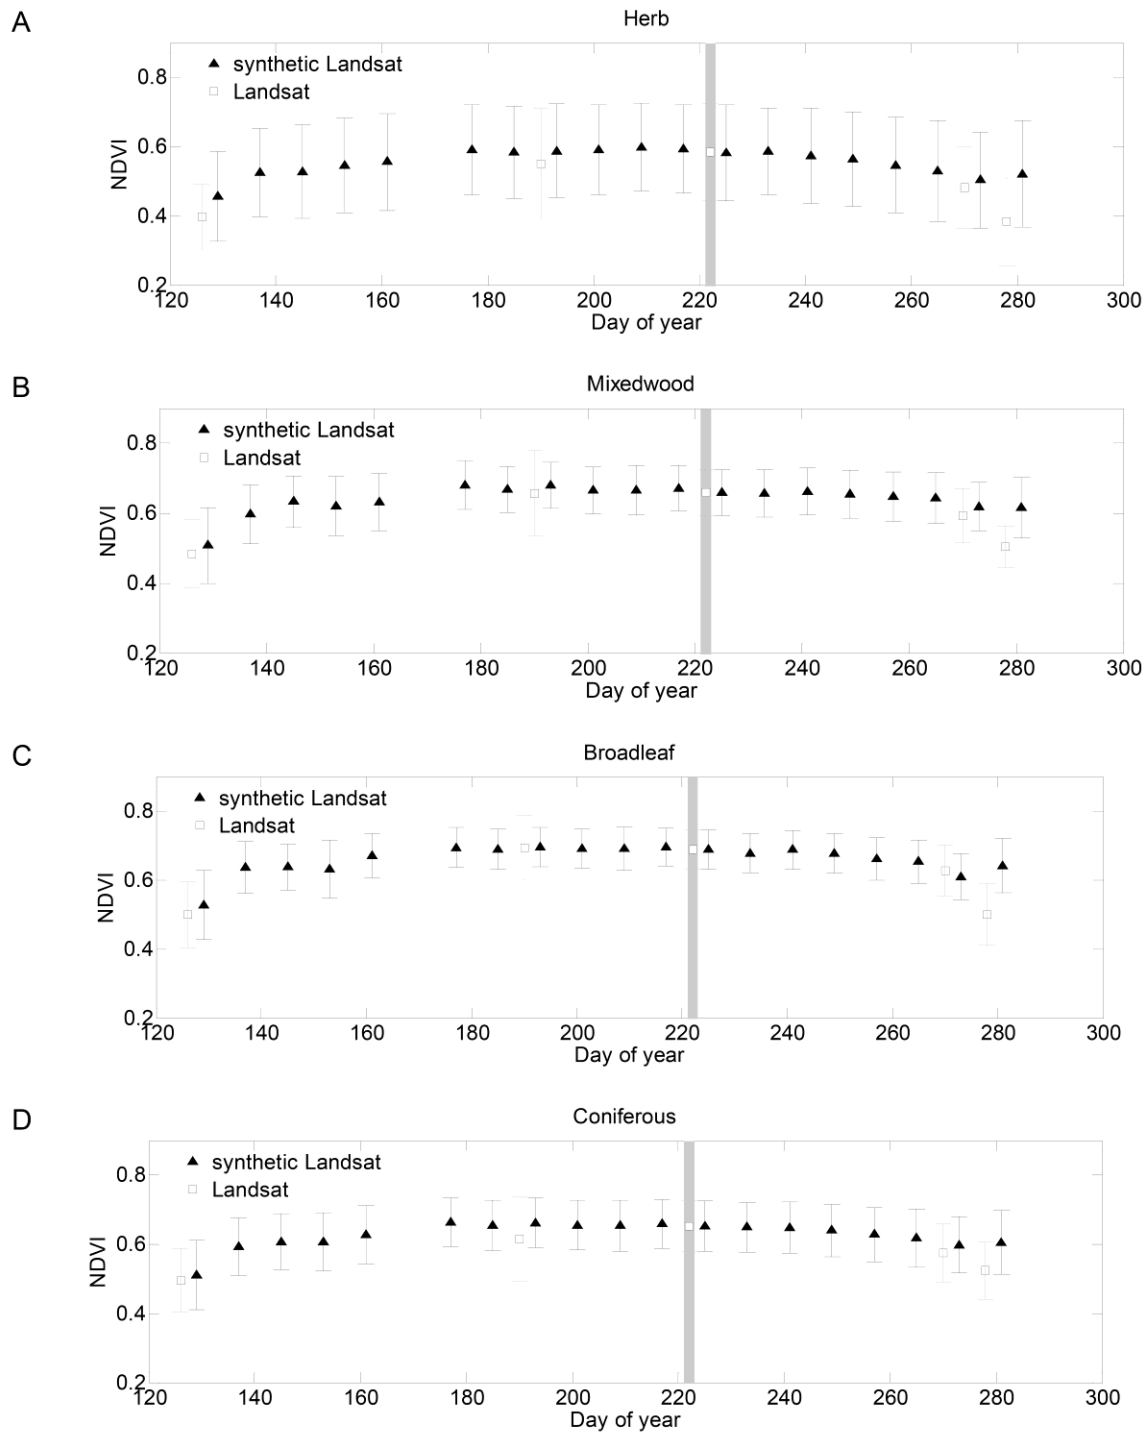 A
Herb
synthetic Landsat
Landsat
0.8
0.6
0.4
0.2
NDVI
120 140 160 180 200 220 240 260 280 300
Day of year
B
Mixedwood
synthetic Landsat
Landsat
0.8
0.6
0.4
0.2
NDVI
120 140 160 180 200 220 240 260 280 300
Day of year
C
Broadleaf
synthetic Landsat
Landsat
0.8
0.6
0.4
0.2
NDVI
120 140 160 180 200 220 240 260 280 300
Day of year
D
Coniferous
synthetic Landsat
Landsat
0.8
0.6
0.4
0.2
NDVI
120 140 160 180 200 220 240 260 280 300
Day of year